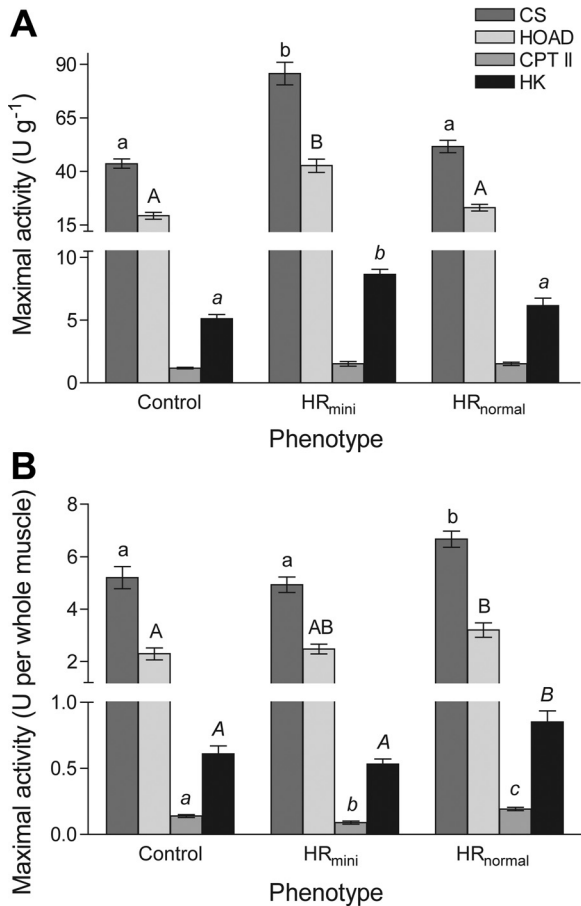 A
CS
HOAD
CPT II
HK
Maximal activity (U g⁻¹)
90
65
40
15
10
5
0
a
A
a
b
B
b
a
A
a
Control
HRmini
HRnormal
Phenotype
B
Maximal activity (U per whole muscle)
8
6
4
2
1.0
0.5
0.0
a
A
a
A
a
AB
b
A
b
B
c
B
Control
HRmini
HRnormal
Phenotype